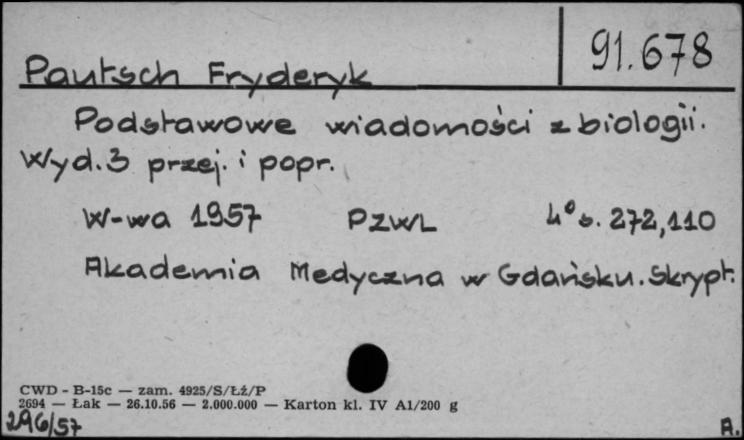 91.678
Pautsch Fryderyk
Podstawowe wiadomości z biologii.
Wyd. 3 przej. i popr.
W-wa 1957 PZWL 4° s. 272,110
Akademia Medyczna w Gdańsku. Skrypt.
CWD - B-15c — zam. 4925/S/Łź/P
2694 — Łak — 26.10.56 — 2.000.000 — Karton kl. IV A1/200 g
296/57 A.